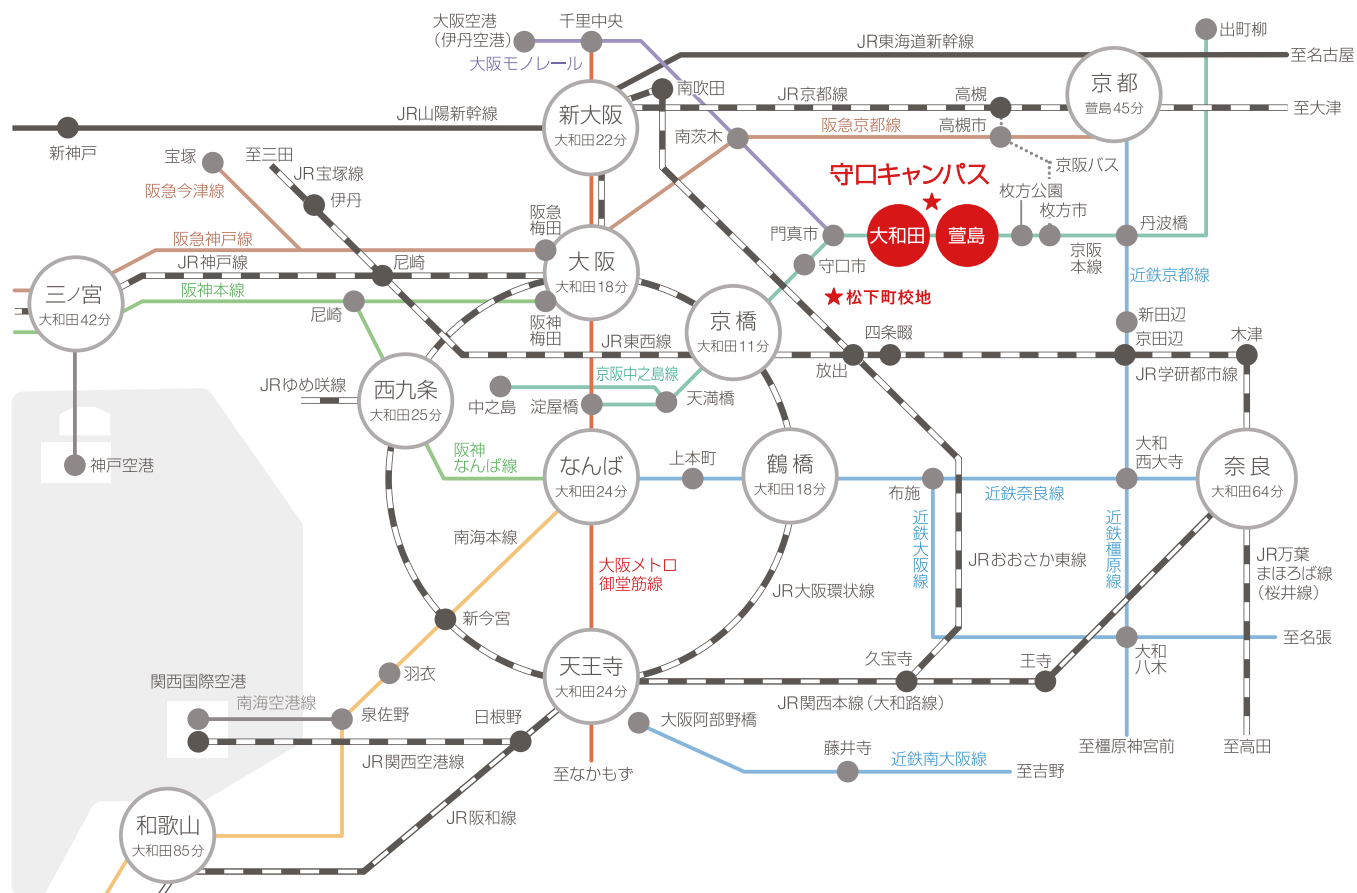 大阪空港
(伊丹空港)
千里中央
大阪モノレール
出町柳
JR東海道新幹線
至名古屋
新大阪
大和田22分
南吹田
JR京都線
高槻
京都
萱島45分
至大津
JR山陽新幹線
新神戸
南茨木
阪急京都線
高槻市
京阪バス
宝塚
至三田
JR宝塚線
阪急今津線
伊丹
守口キャンパス
★
枚方公園
枚方市
阪急
梅田
門真市
大和田
萱島
京阪
本線
丹波橋
阪急神戸線
JR神戸線
尼崎
大阪
大和田18分
守口市
近鉄京都線
三ノ宮
大和田42分
阪神本線
尼崎
阪神
梅田
★松下町校地
京橋
大和田11分
新田辺
京田辺
木津
JR東西線
四条畷
放出
JR学研都市線
JRゆめ咲線
西九条
大和田25分
京阪中之島線
中之島
淀屋橋
天満橋
神戸空港
阪神
なんば線
なんば
大和田24分
上本町
鶴橋
大和田18分
布施
近鉄奈良線
大和
西大寺
奈良
大和田64分
南海本線
近鉄大阪線
近鉄橿原線
大阪メトロ
御堂筋線
JR大阪環状線
JRおおさか東線
JR万葉
まほろば線
(桜井線)
新今宮
羽衣
天王寺
大和田24分
久宝寺
王寺
大和
八木
至名張
関西国際空港
南海空港線
泉佐野
日根野
JR関西本線(大和路線)
大阪阿部野橋
JR関西空港線
至なかもず
藤井寺
近鉄南大阪線
至吉野
至橿原神宮前
至高田
和歌山
大和田85分
JR阪和線